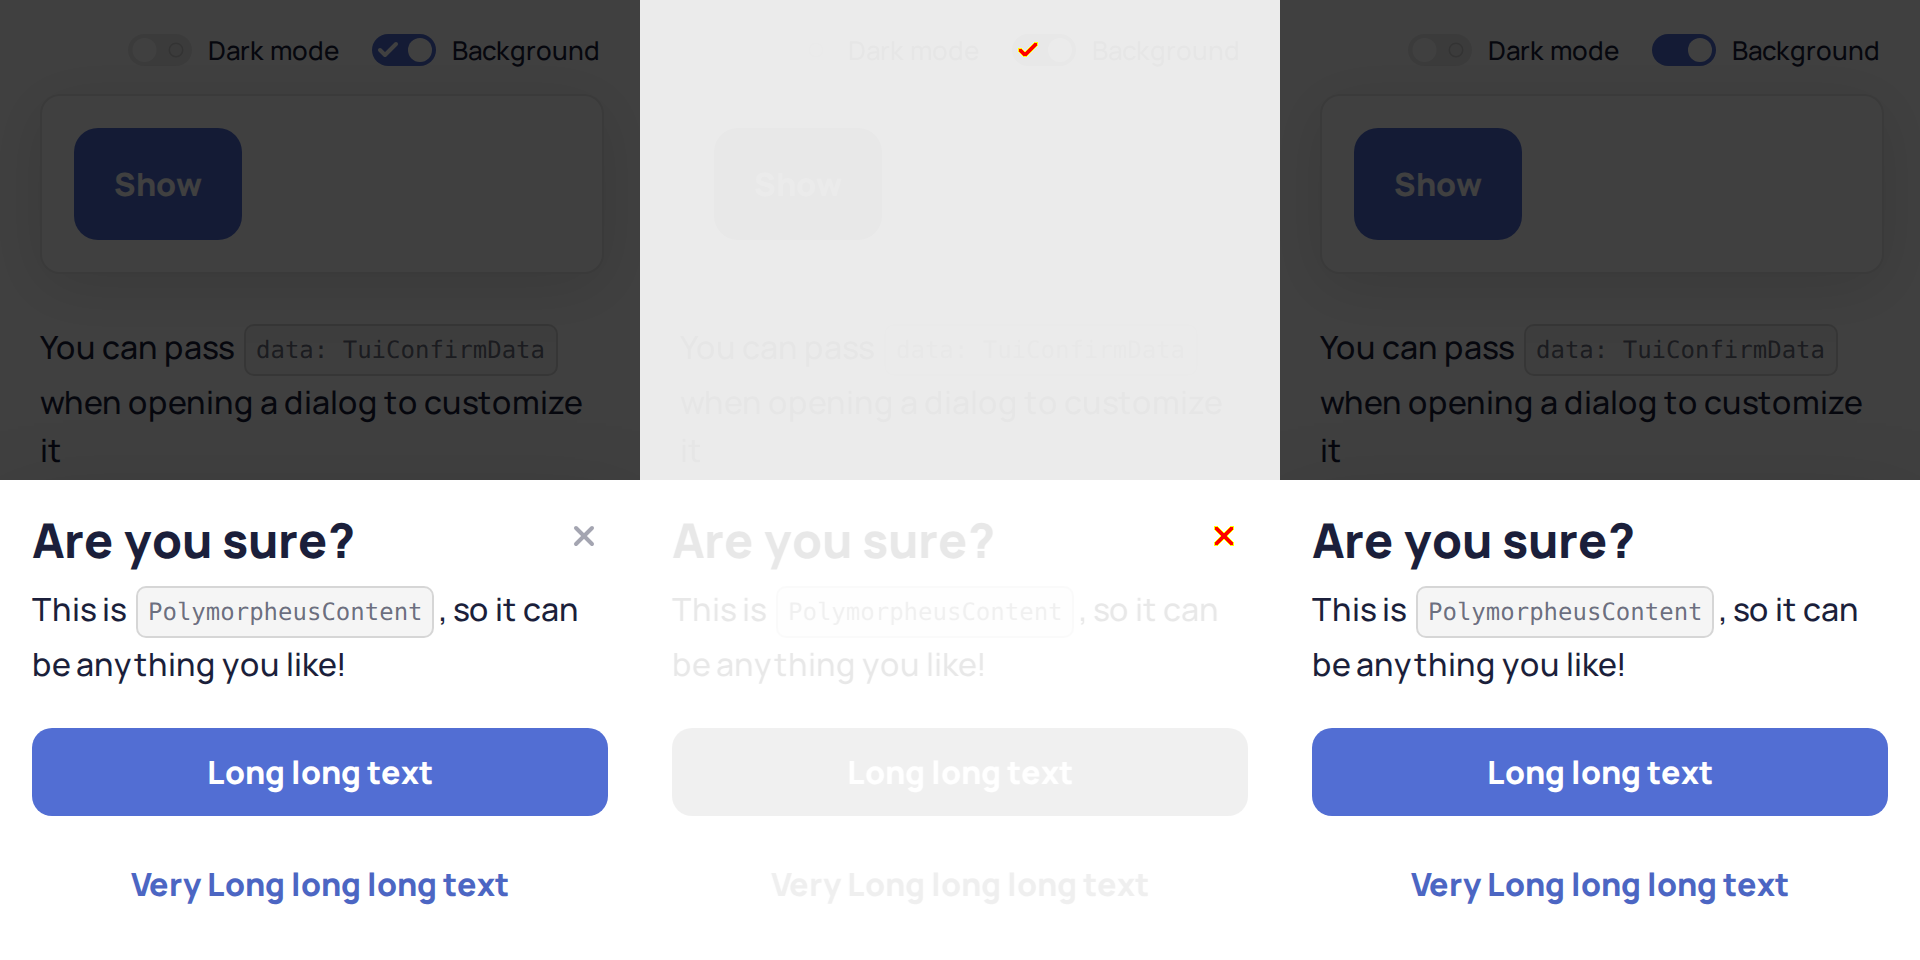 Dark mode Background
Show
You can pass data: TuiConfirmData
when opening a dialog to customize
it
Are you sure?
This is PolymorpheusContent , so it can
be anything you like!
Long long text
Very Long long long text
Dark mode Background
Show
You can pass data: TuiConfirmData
when opening a dialog to customize
it
Are you sure?
This is PolymorpheusContent , so it can
be anything you like!
Long long text
Very Long long long text
Dark mode Background
Show
You can pass data: TuiConfirmData
when opening a dialog to customize
it
Are you sure?
This is PolymorpheusContent , so it can
be anything you like!
Long long text
Very Long long long text